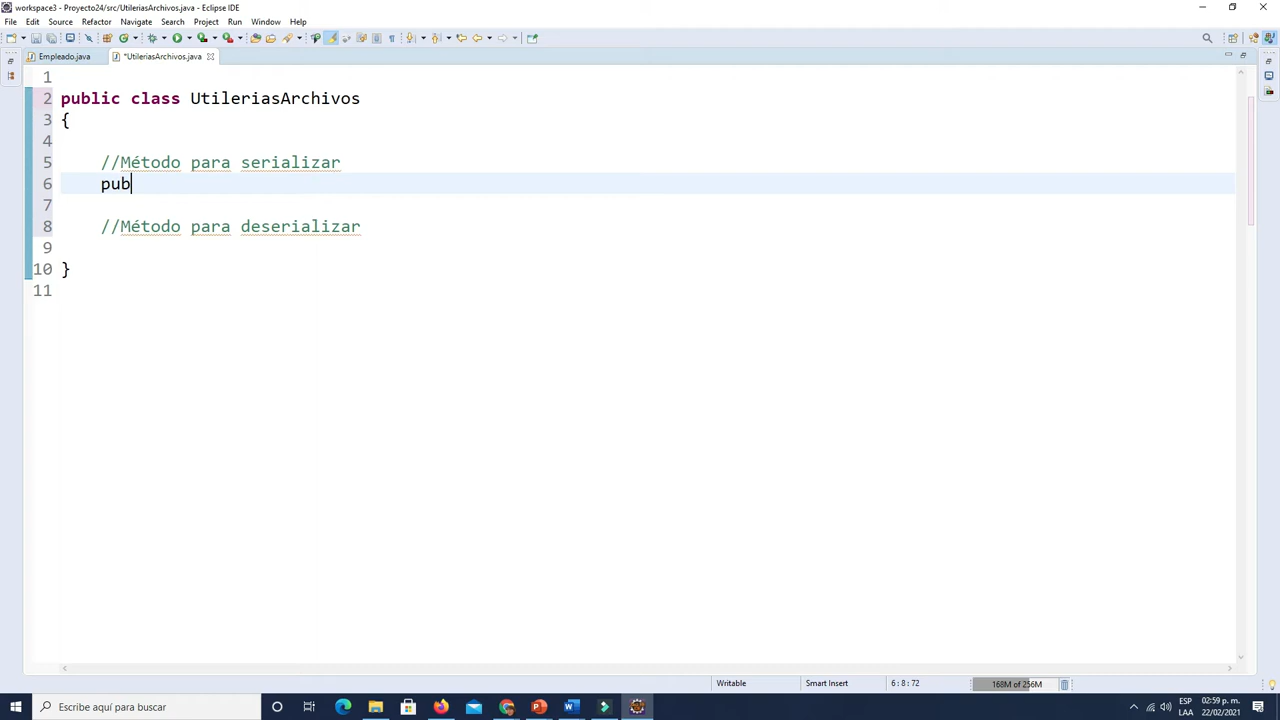 workspace3 - Proyecto24/src/UtileriasArchivos.java - Eclipse IDE
File Edit Source Refactor Navigate Search Project Run Window Help
Empleado.java *UtileriasArchivos.java
1
2 public class UtileriasArchivos
3 {
4
5 //Método para serializar
6 pub
7
8 //Método para deserializar
9
10 }
11
Writable Smart Insert 6 : 8 : 72 168M of 256M
Escribe aquí para buscar
ESP 02:59 p. m.
LAA 22/02/2021